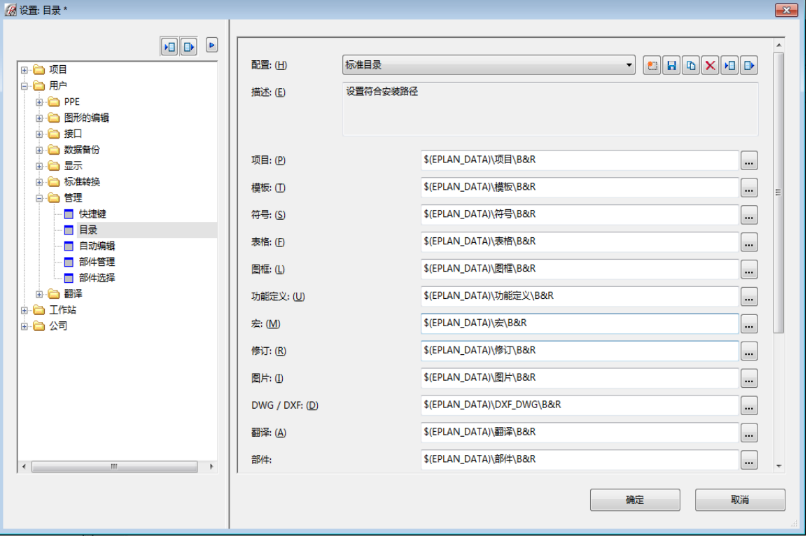 设置: 目录 *
项目
用户
PPE
图形的编辑
接口
数据备份
显示
标准转换
管理
快捷键
目录
自动编辑
部件管理
部件选择
翻译
工作站
公司
配置: (H) 标准目录
描述: (E) 设置符合安装路径
项目: (P) $(EPLAN_DATA)\项目\B&R ...
模板: (T) $(EPLAN_DATA)\模板\B&R ...
符号: (S) $(EPLAN_DATA)\符号\B&R ...
表格: (F) $(EPLAN_DATA)\表格\B&R ...
图框: (L) $(EPLAN_DATA)\图框\B&R ...
功能定义: (U) $(EPLAN_DATA)\功能定义\B&R ...
宏: (M) $(EPLAN_DATA)\宏\B&R ...
修订: (R) $(EPLAN_DATA)\修订\B&R ...
图片: (I) $(EPLAN_DATA)\图片\B&R ...
DWG / DXF: (D) $(EPLAN_DATA)\DXF_DWG\B&R ...
翻译: (A) $(EPLAN_DATA)\翻译\B&R ...
部件: $(EPLAN_DATA)\部件\B&R ...
确定 取消